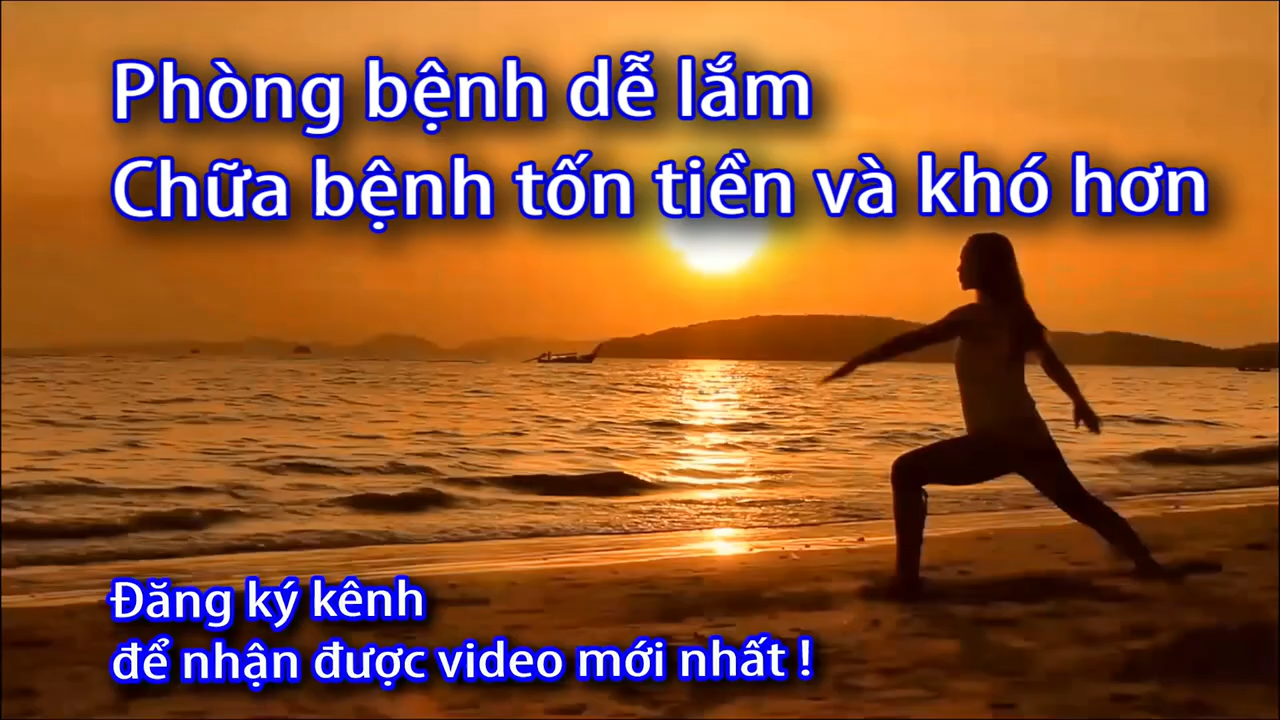 Phòng bệnh dễ lắm
Chữa bệnh tốn tiền và khó hơn
Đăng ký kênh
để nhận được video mới nhất !